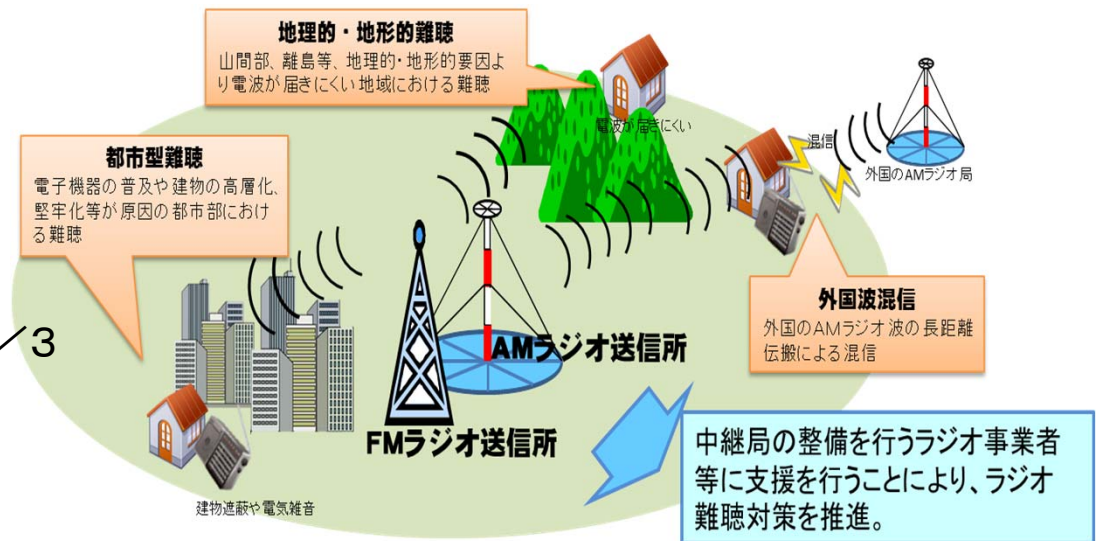 地理的・地形的難聴
山間部、離島等、地理的・地形的要因よ
り電波が届きにくい地域における難聴
電波が届きにくい
混信
外国のAMラジオ局
都市型難聴
電子機器の普及や建物の高層化、
堅牢化等が原因の都市部におけ
る難聴
外国波混信
外国のAMラジオ波の長距離
伝搬による混信
/3
AMラジオ送信所
FMラジオ送信所
建物遮蔽や電気雑音
中継局の整備を行うラジオ事業者
等に支援を行うことにより、ラジオ
難聴対策を推進。